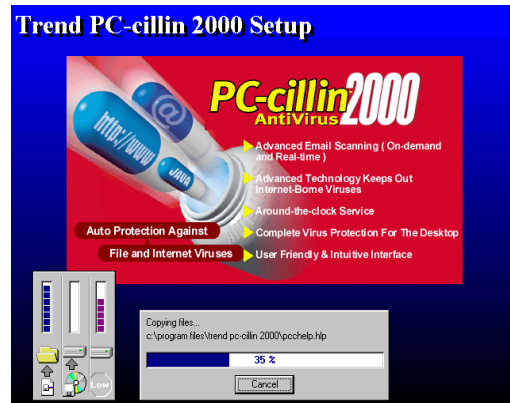 Trend PC-cillin 2000 Setup
PC-cillin 2000
AntiVirus
@
http://www
JAVA
Advanced Email Scanning ( On-demand
and Real-time )
Advanced Technology Keeps Out
Internet-Borne Viruses
Around-the-clock Service
Complete Virus Protection For The Desktop
User Friendly & Intuitive Interface
Auto Protection Against
File and Internet Viruses
Copying files...
c:\program files\trend pc-cillin 2000\pcchelp.hlp
35 %
Cancel
Low